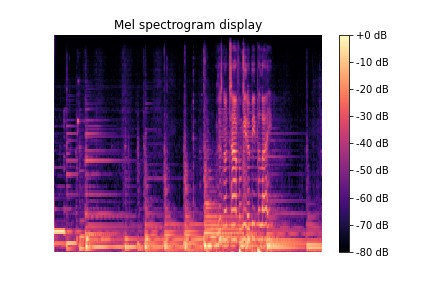 Mel spectrogram display
+0 dB
-10 dB
-20 dB
-30 dB
-40 dB
-50 dB
-60 dB
-70 dB
-80 dB